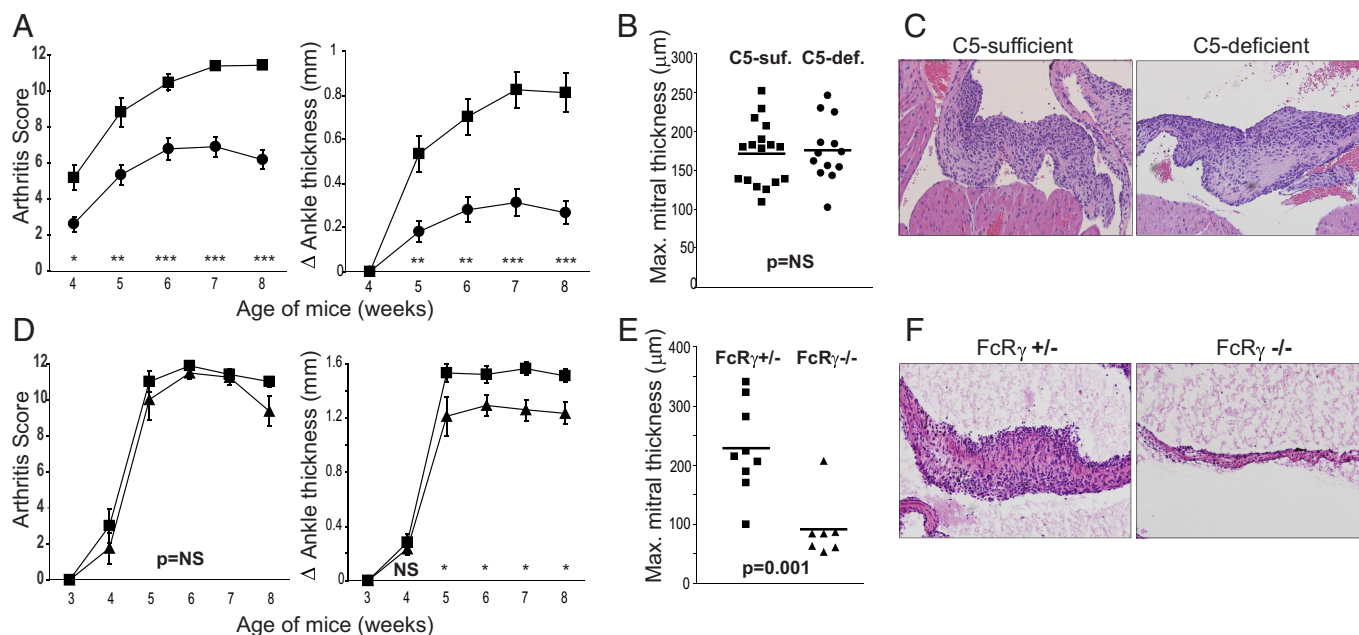 A
Arthritis Score
12
10
8
6
4
2
0
* ** *** *** ***
4 5 6 7 8
Δ Ankle thickness (mm)
1
0.8
0.6
0.4
0.2
0
** ** *** ***
4 5 6 7 8
Age of mice (weeks)
B
Max. mitral thickness (μm)
300
250
200
150
100
50
0
C5-suf. C5-def.
p=NS
C
C5-sufficient C5-deficient
D
Arthritis Score
12
10
8
6
4
2
0
p=NS
3 4 5 6 7 8
Δ Ankle thickness (mm)
1.6
1.2
0.8
0.4
0
NS * * * *
3 4 5 6 7 8
Age of mice (weeks)
E
Max. mitral thickness (μm)
400
300
200
100
0
FcRγ+/- FcRγ-/-
p=0.001
F
FcRγ +/- FcRγ -/-